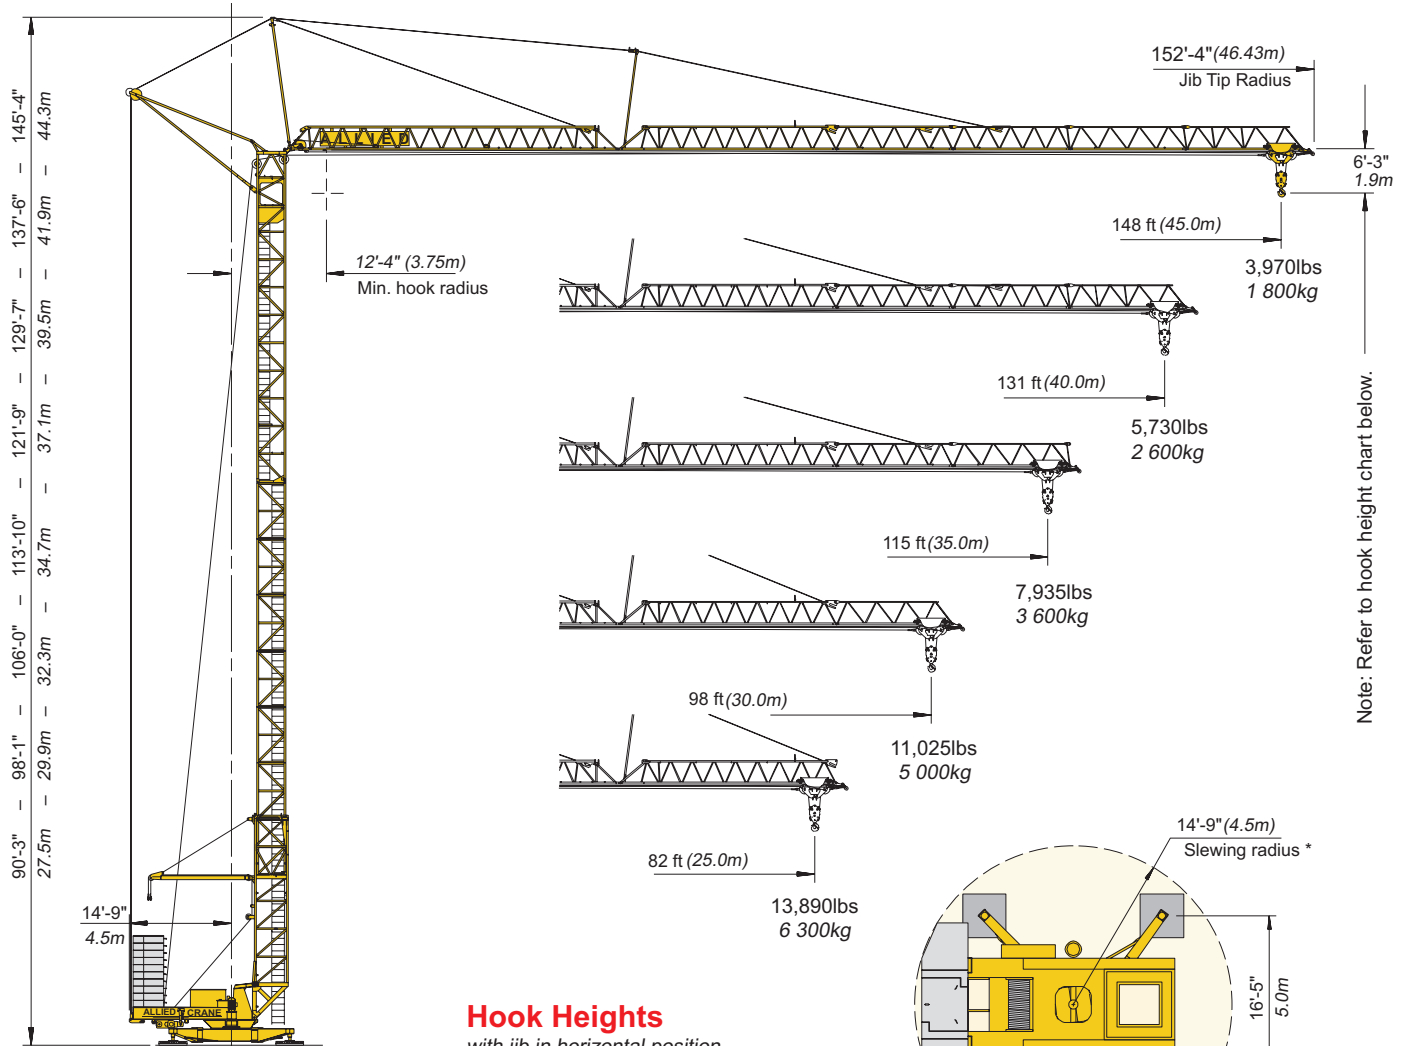 145'-4" – 137'-6" – 129'-7" – 121'-9" – 113'-10" – 106'-0" – 98'-1" – 90'-3"
44.3m – 41.9m – 39.5m – 37.1m – 34.7m – 32.3m – 29.9m – 27.5m
ALLIED
152'-4" (46.43m)
Jib Tip Radius
6'-3"
1.9m
12'-4" (3.75m)
Min. hook radius
148 ft (45.0m)
3,970lbs
1 800kg
131 ft (40.0m)
5,730lbs
2 600kg
115 ft (35.0m)
7,935lbs
3 600kg
98 ft (30.0m)
11,025lbs
5 000kg
82 ft (25.0m)
13,890lbs
6 300kg
Note: Refer to hook height chart below.
14'-9"
4.5m
ALLIED CRANE
14'-9" (4.5m)
Slewing radius *
16'-5"
5.0m
Hook Heights
with jib in horizontal position